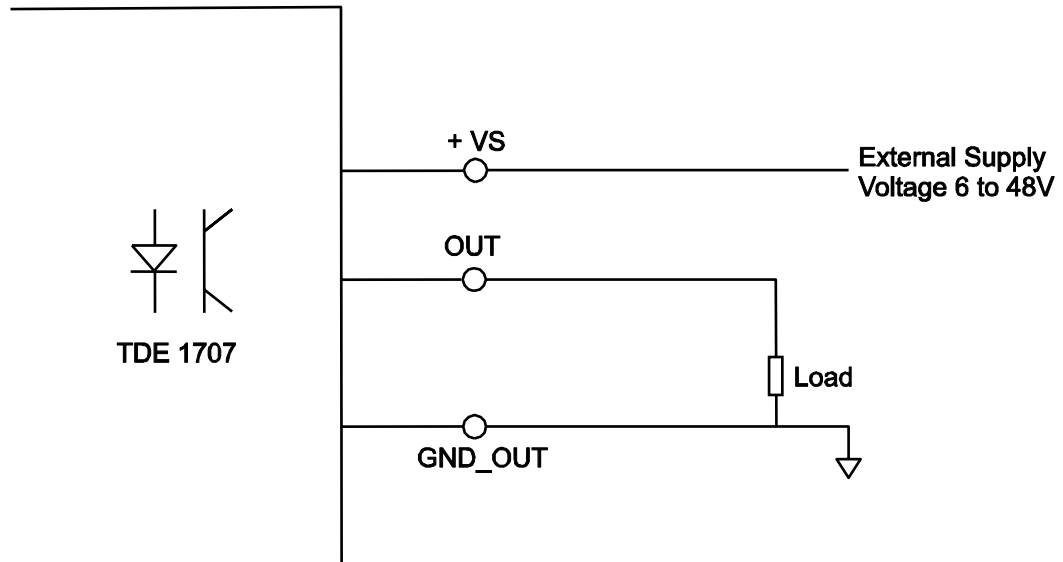 + VS
External Supply
Voltage 6 to 48V
OUT
TDE 1707
Load
GND_OUT